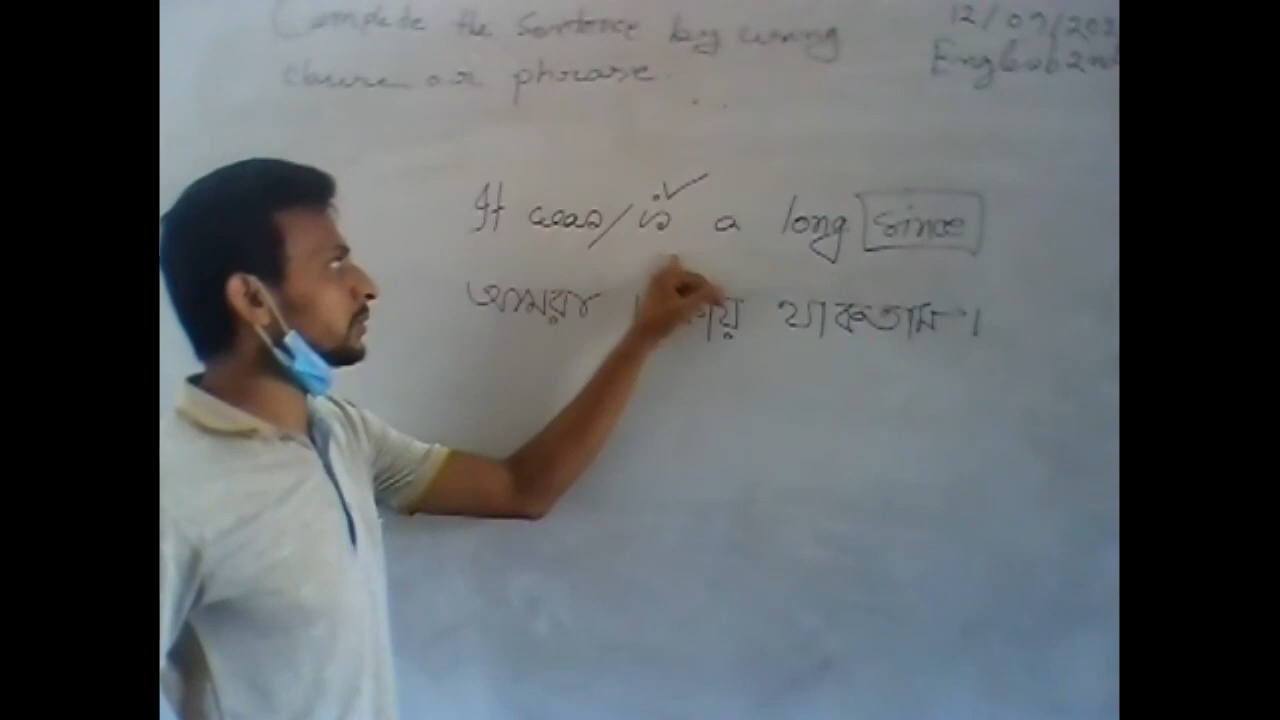 Complete the Sentence by using
clause or phrase.
12/07/202
English 2nd
It was/is a long since
আমরা থাকতাম।